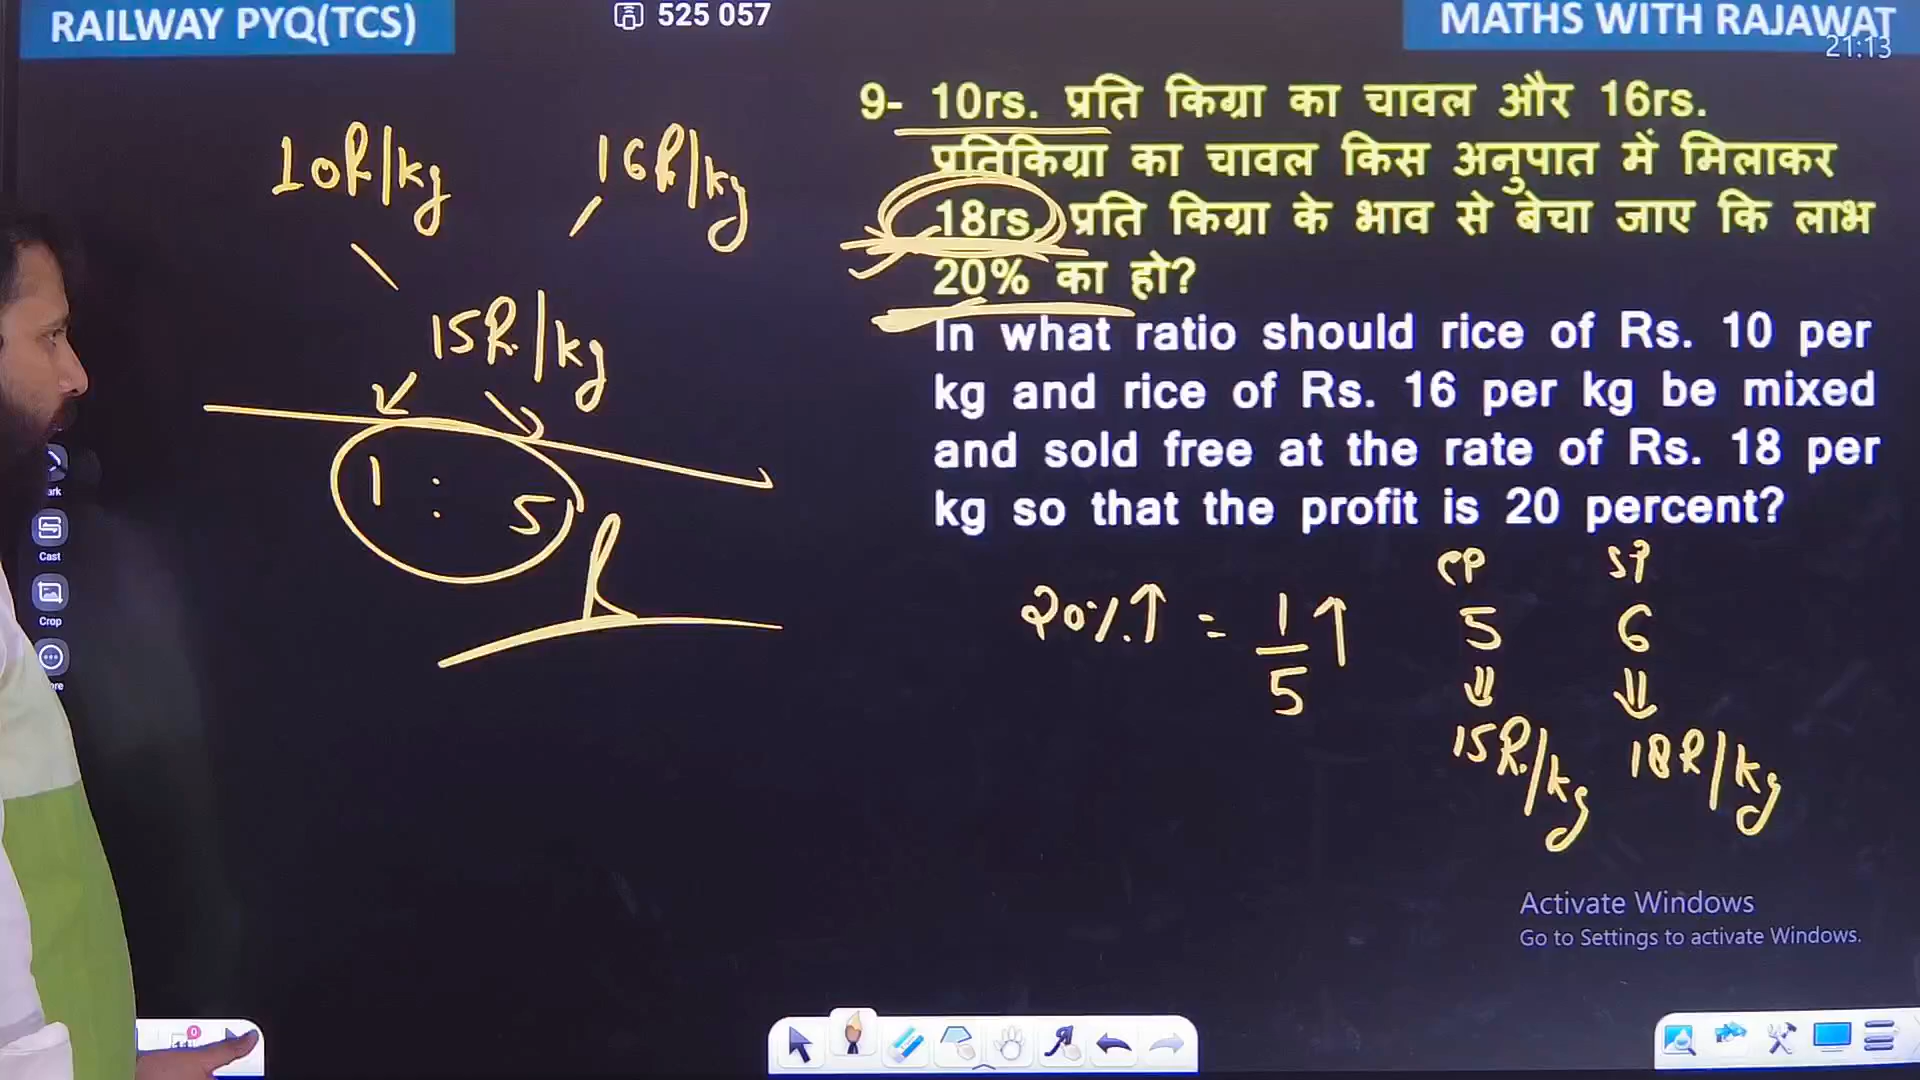 RAILWAY PYQ(TCS)
525 057
MATHS WITH RAJAWAT
21:13
9- 10rs. प्रति किग्रा का चावल और 16rs.
प्रतिकिग्रा का चावल किस अनुपात में मिलाकर
18rs. प्रति किग्रा के भाव से बेचा जाए कि लाभ
20% का हो?
In what ratio should rice of Rs. 10 per
kg and rice of Rs. 16 per kg be mixed
and sold free at the rate of Rs. 18 per
kg so that the profit is 20 percent?
10R/kg 16R/kg
15R./kg
1 : 5
CP SP
20%↑ = 1/5↑ 5 6
15R./kg 18R/kg
Cast
Crop
Activate Windows
Go to Settings to activate Windows.
0